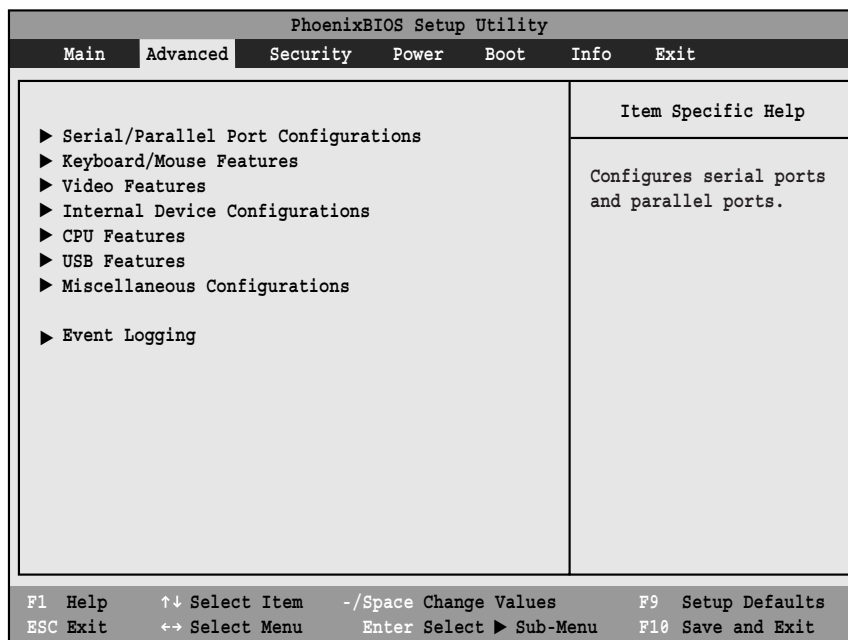 PhoenixBIOS Setup Utility
Main Advanced Security Power Boot Info Exit
Item Specific Help
Configures serial ports
and parallel ports.
▶ Serial/Parallel Port Configurations
▶ Keyboard/Mouse Features
▶ Video Features
▶ Internal Device Configurations
▶ CPU Features
▶ USB Features
▶ Miscellaneous Configurations
▶ Event Logging
F1 Help ↑↓ Select Item -/Space Change Values F9 Setup Defaults
ESC Exit ←→ Select Menu Enter Select ▶ Sub-Menu F10 Save and Exit